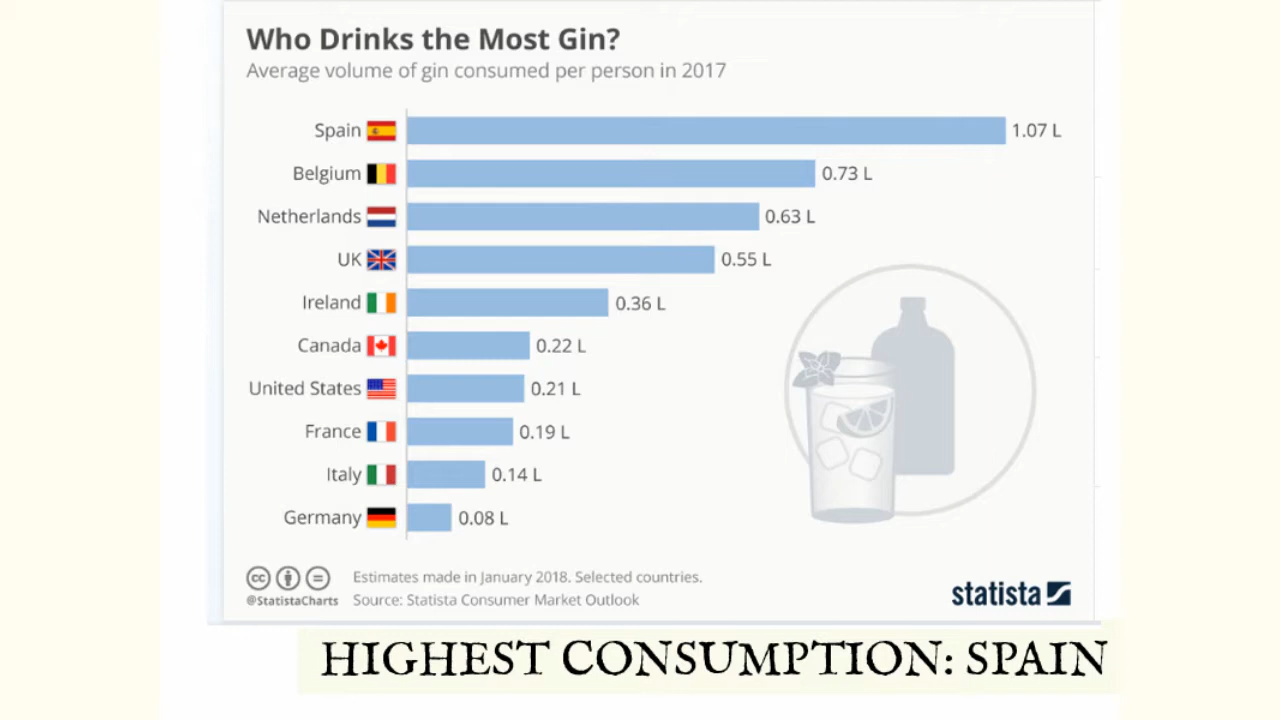 Who Drinks the Most Gin?
Average volume of gin consumed per person in 2017
Spain 1.07 L
Belgium 0.73 L
Netherlands 0.63 L
UK 0.55 L
Ireland 0.36 L
Canada 0.22 L
United States 0.21 L
France 0.19 L
Italy 0.14 L
Germany 0.08 L
cc
Estimates made in January 2018. Selected countries.
@StatistaCharts Source: Statista Consumer Market Outlook
statista
HIGHEST CONSUMPTION: SPAIN